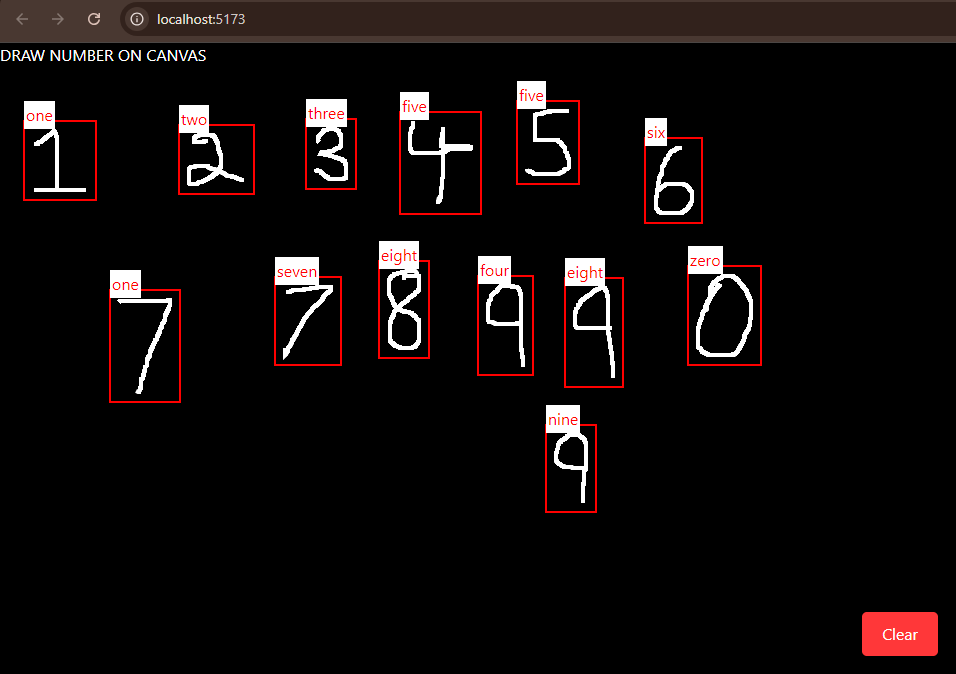 localhost:5173
DRAW NUMBER ON CANVAS
one two three five five six
1 2 3 4 5 6
one seven eight four eight zero
7 7 8 9 9 0
nine
9
Clear